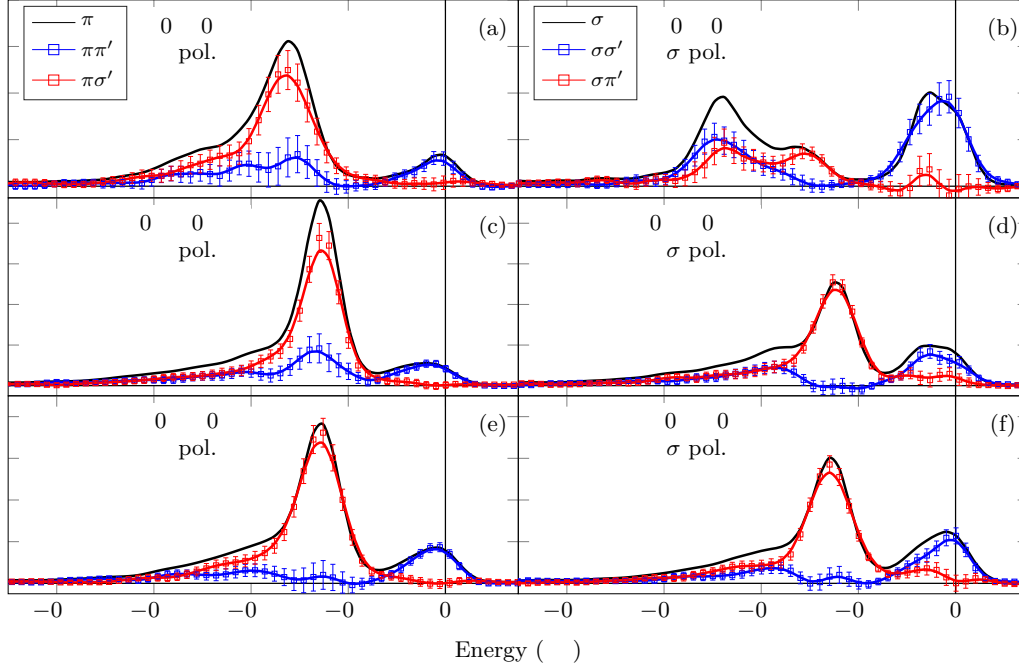 π
ππ′
πσ′
0 0
pol.
(a)
σ
σσ′
σπ′
0 0
σ pol.
(b)
0 0
pol.
(c)
0 0
σ pol.
(d)
0 0
pol.
(e)
0 0
σ pol.
(f)
−0 −0 −0 −0 0
−0 −0 −0 −0 0
Energy ( )